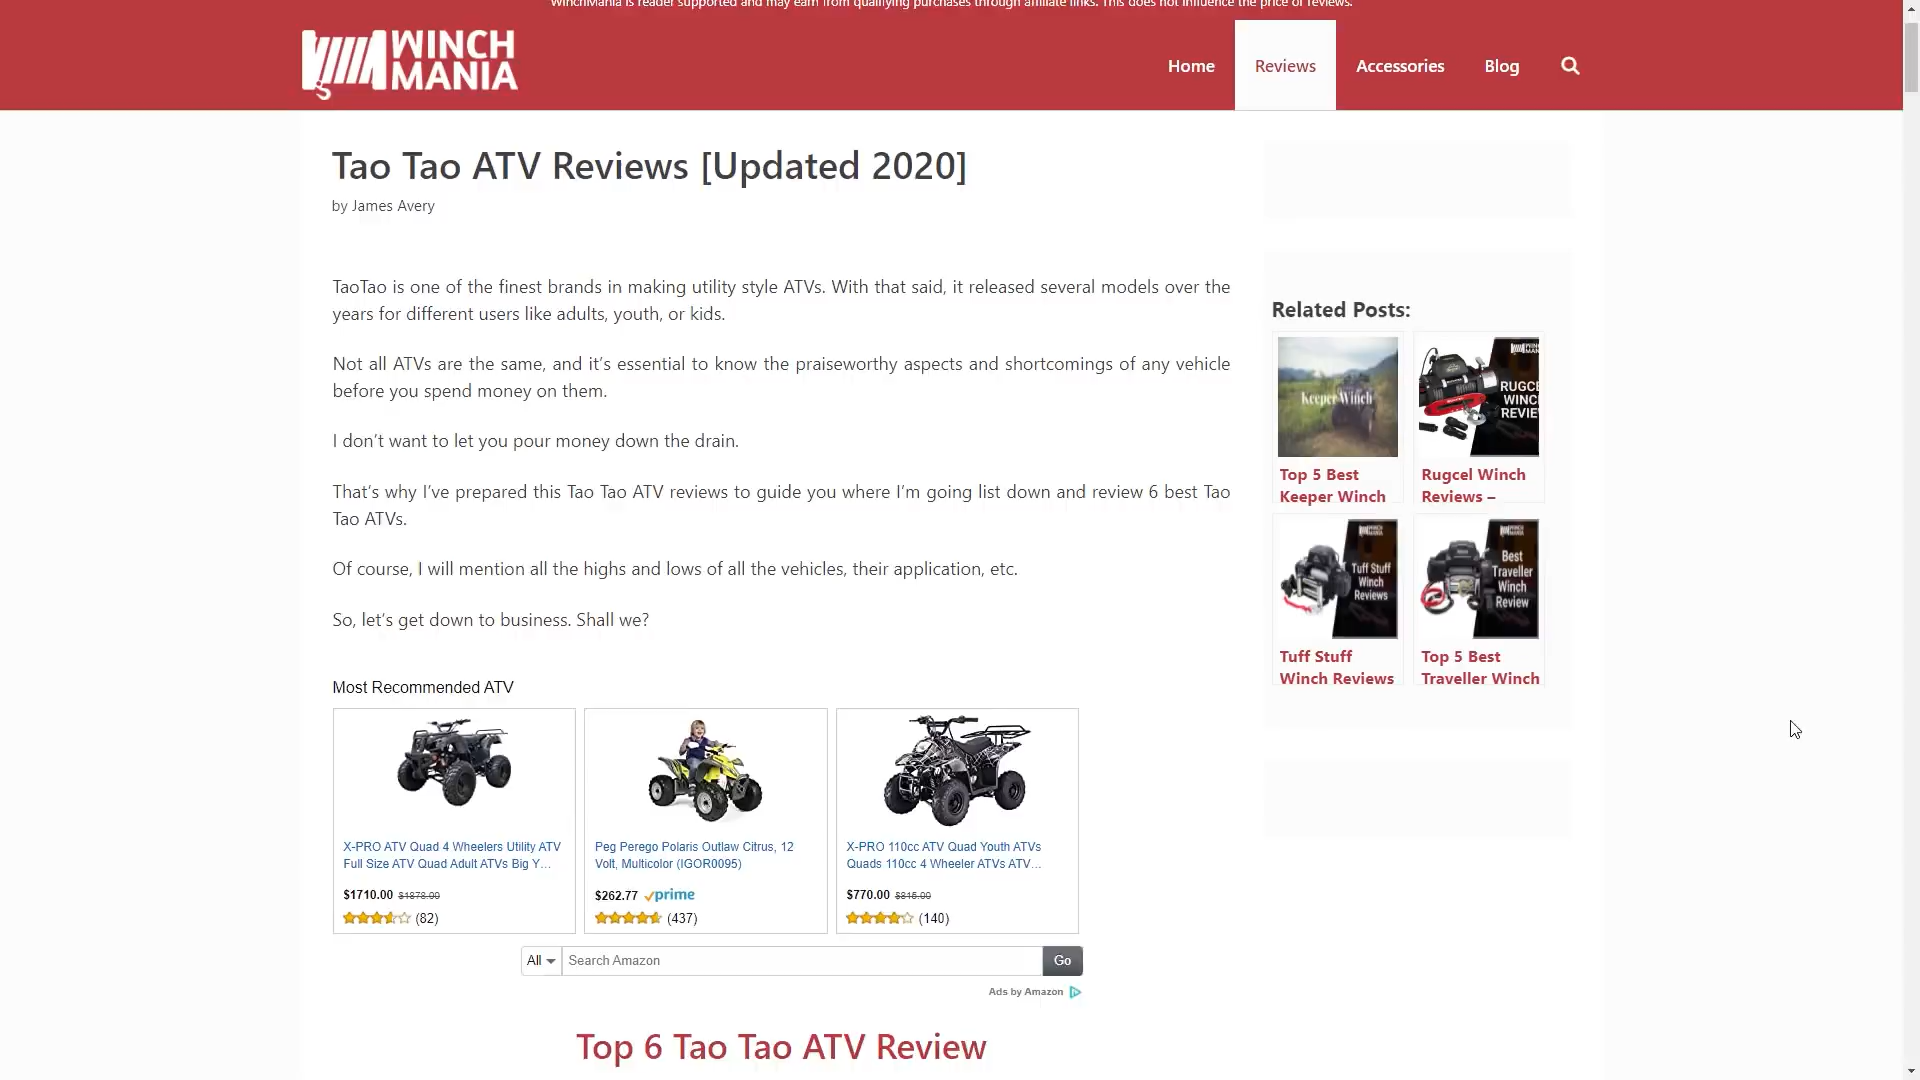 WinchMania is reader supported and may earn from qualifying purchases through affiliate links. This does not influence the price or reviews.
WINCH
MANIA
Home
Reviews
Accessories
Blog
Tao Tao ATV Reviews [Updated 2020]
by James Avery
TaoTao is one of the finest brands in making utility style ATVs. With that said, it released several models over the
years for different users like adults, youth, or kids.
Not all ATVs are the same, and it's essential to know the praiseworthy aspects and shortcomings of any vehicle
before you spend money on them.
I don't want to let you pour money down the drain.
That's why I've prepared this Tao Tao ATV reviews to guide you where I'm going list down and review 6 best Tao
Tao ATVs.
Of course, I will mention all the highs and lows of all the vehicles, their application, etc.
So, let's get down to business. Shall we?
Most Recommended ATV
X-PRO ATV Quad 4 Wheelers Utility ATV
Full Size ATV Quad Adult ATVs Big Y...
$1710.00 $1878.00
(82)
Peg Perego Polaris Outlaw Citrus, 12
Volt, Multicolor (IGOR0095)
$262.77 prime
(437)
X-PRO 110cc ATV Quad Youth ATVs
Quads 110cc 4 Wheeler ATVs ATV...
$770.00 $815.00
(140)
All
Search Amazon
Go
Ads by Amazon
Top 6 Tao Tao ATV Review
Related Posts:
Keeper Winch
Top 5 Best
Keeper Winch
WINCH
MANIA
RUGCE
WINC
REVIE
Rugcel Winch
Reviews –
WINCH
MANIA
Tuff Stuff
Winch
Reviews
Tuff Stuff
Winch Reviews
WINCH
MANIA
Best
Traveller
Winch
Review
Top 5 Best
Traveller Winch